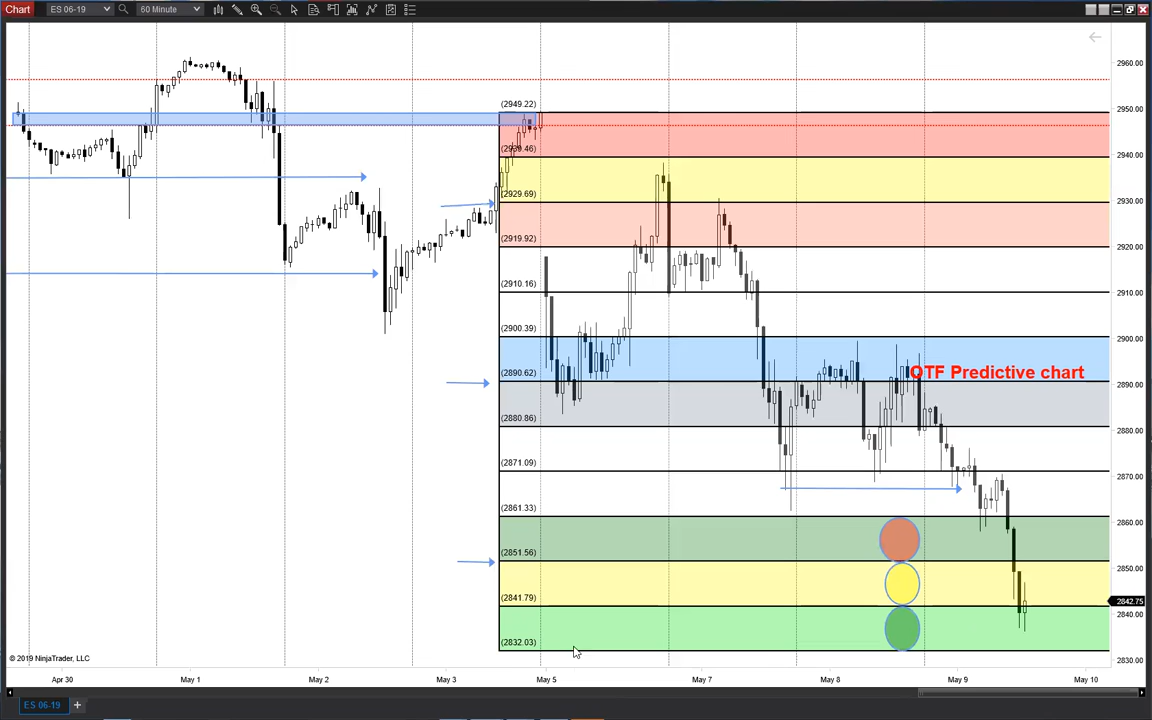 Chart
ES 06-19
60 Minute
2960.00
2950.00
2940.00
2930.00
2920.00
2910.00
2900.00
2890.00
2880.00
2870.00
2860.00
2850.00
2842.75
2840.00
2830.00
(2949.22)
(2939.46)
(2929.69)
(2919.92)
(2910.16)
(2900.39)
(2890.62)
(2880.86)
(2871.09)
(2861.33)
(2851.56)
(2841.79)
(2832.03)
OTF Predictive chart
© 2019 NinjaTrader, LLC
Apr 30
May 1
May 2
May 3
May 5
May 7
May 8
May 9
May 10
ES 06-19